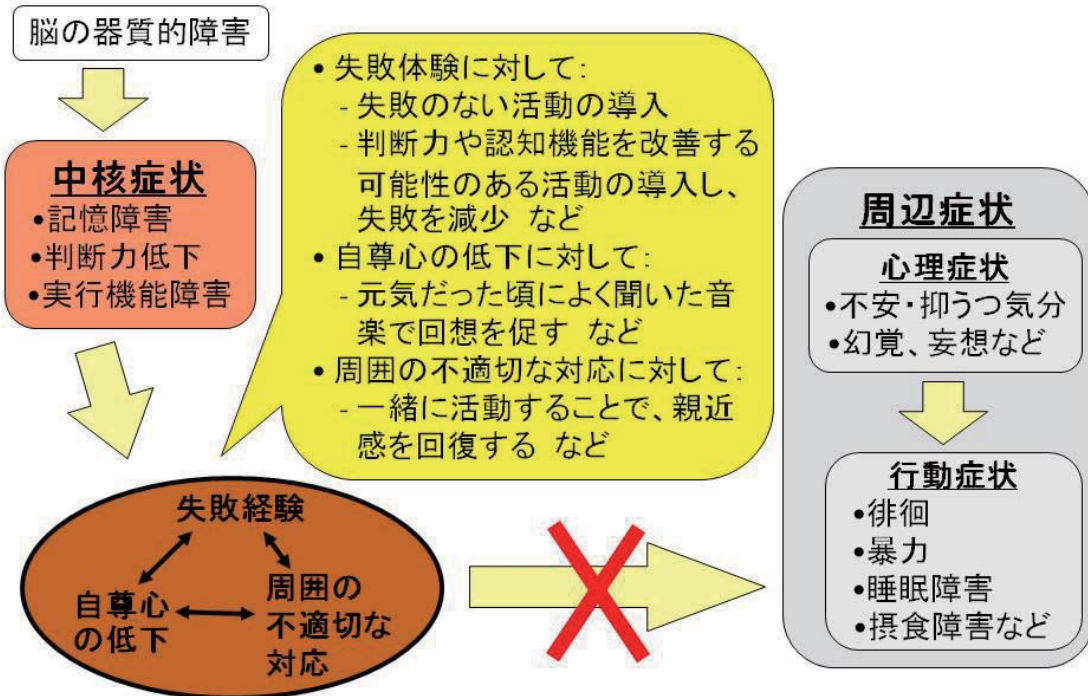 脳の器質的障害
中核症状
•記憶障害
•判断力低下
•実行機能障害
• 失敗体験に対して:
- 失敗のない活動の導入
- 判断力や認知機能を改善する
可能性のある活動の導入し、
失敗を減少 など
• 自尊心の低下に対して:
- 元気だった頃によく聞いた音
楽で回想を促す など
• 周囲の不適切な対応に対して:
- 一緒に活動することで、親近
感を回復する など
失敗経験
自尊心
の低下
周囲の
不適切な
対応
周辺症状
心理症状
•不安・抑うつ気分
•幻覚、妄想など
行動症状
•徘徊
•暴力
•睡眠障害
•摂食障害など